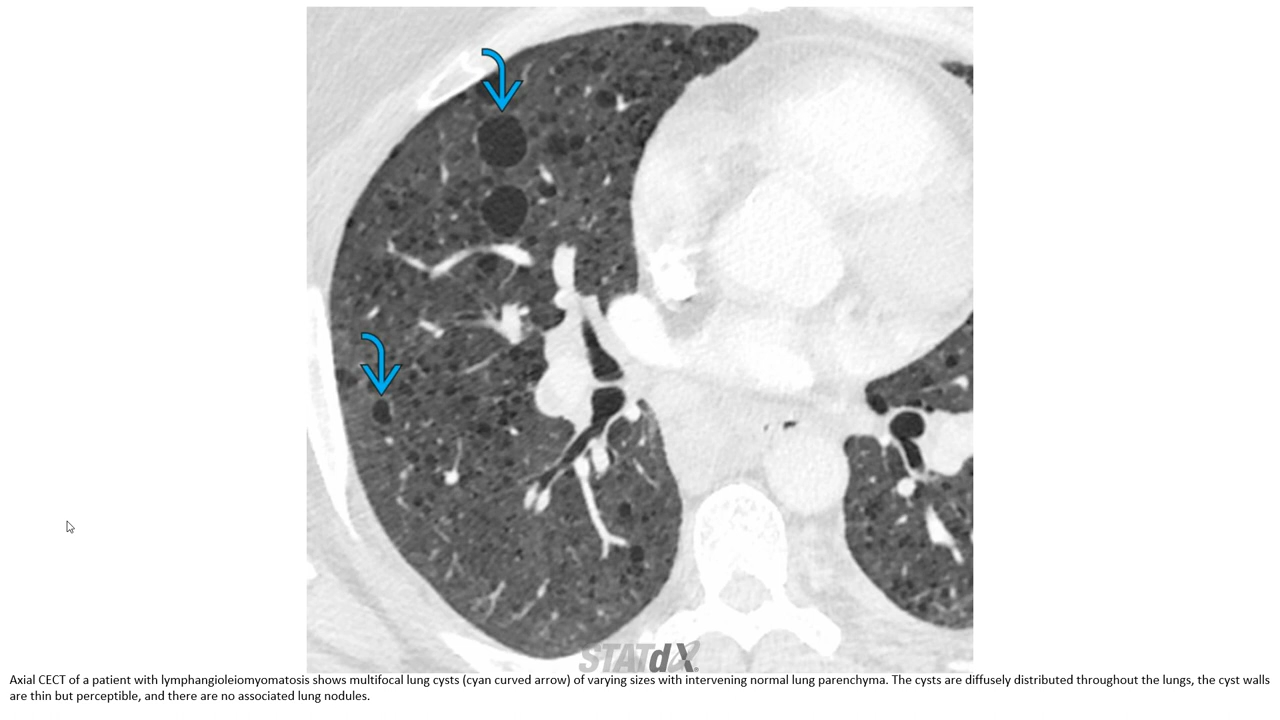 STATdX
Axial CECT of a patient with lymphangioleiomyomatosis shows multifocal lung cysts (cyan curved arrow) of varying sizes with intervening normal lung parenchyma. The cysts are diffusely distributed throughout the lungs, the cyst walls
are thin but perceptible, and there are no associated lung nodules.